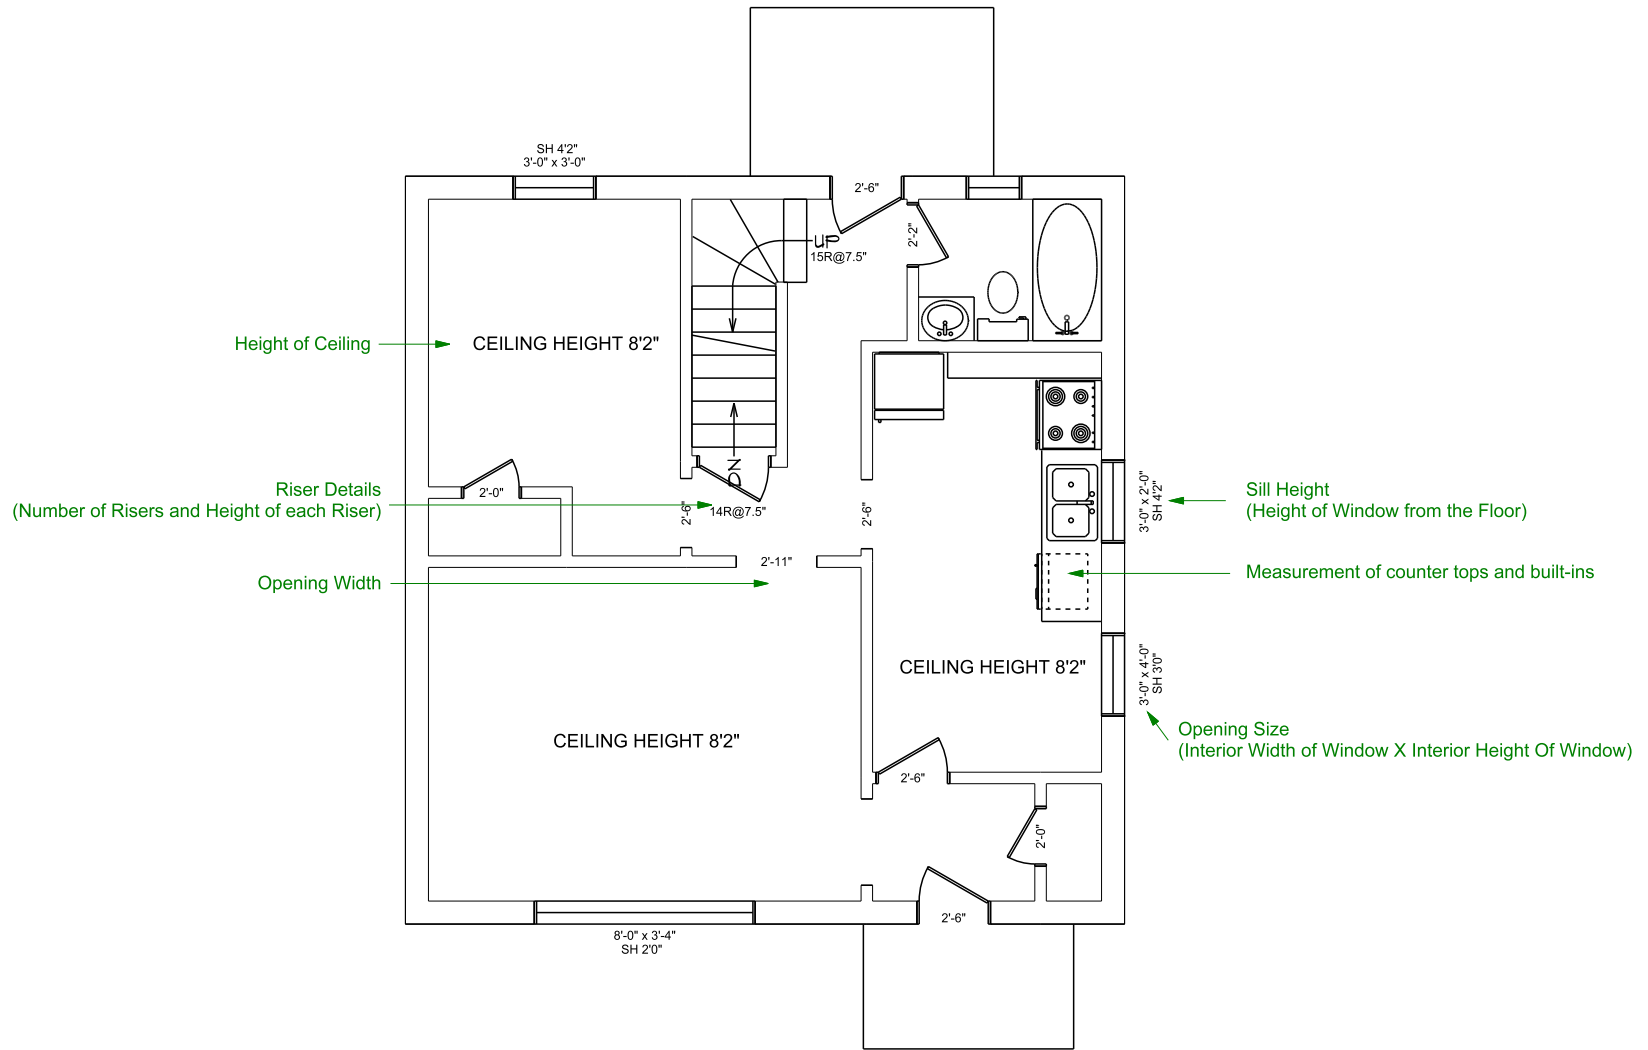 SH 4'2"
3'-0" x 3'-0"
2'-6"
2'-2"
UP
15R@7.5"
Height of Ceiling
CEILING HEIGHT 8'2"
DN
2'-0"
14R@7.5"
2'-6"
2'-6"
Riser Details
(Number of Risers and Height of each Riser)
3'-0" x 2'-0"
SH 4'2"
Sill Height
(Height of Window from the Floor)
2'-11"
Opening Width
Measurement of counter tops and built-ins
CEILING HEIGHT 8'2"
3'-0" x 4'-0"
SH 3'0"
Opening Size
(Interior Width of Window X Interior Height Of Window)
CEILING HEIGHT 8'2"
2'-6"
2'-0"
2'-6"
8'-0" x 3'-4"
SH 2'0"